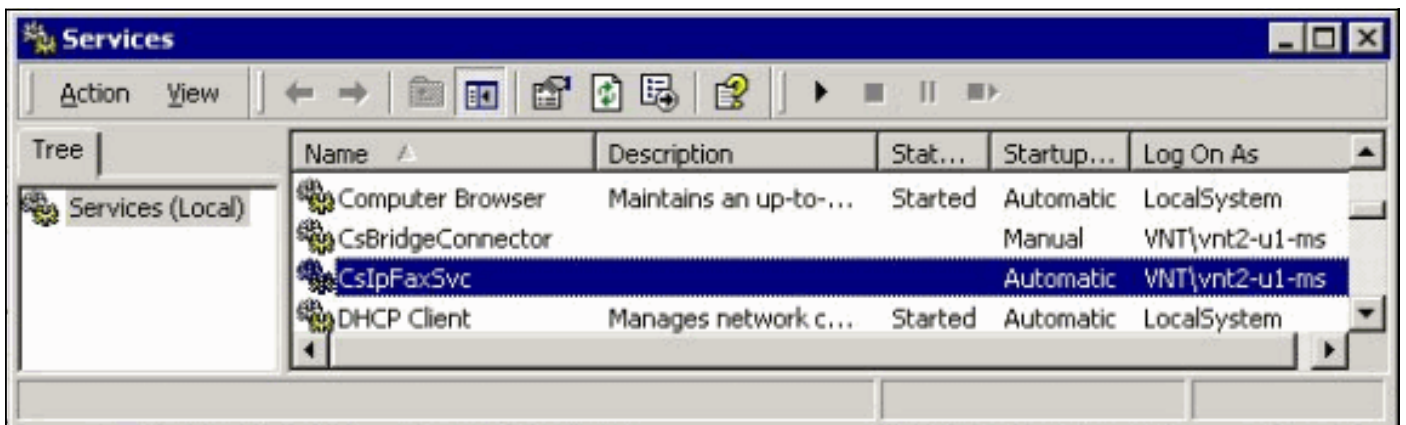 Services
Action View
Tree
Name Description Stat... Startup... Log On As
Services (Local)
Computer Browser Maintains an up-to-... Started Automatic LocalSystem
CsBridgeConnector Manual VNT\vnt2-u1-ms
CsIpFaxSvc Automatic VNT\vnt2-u1-ms
DHCP Client Manages network c... Started Automatic LocalSystem